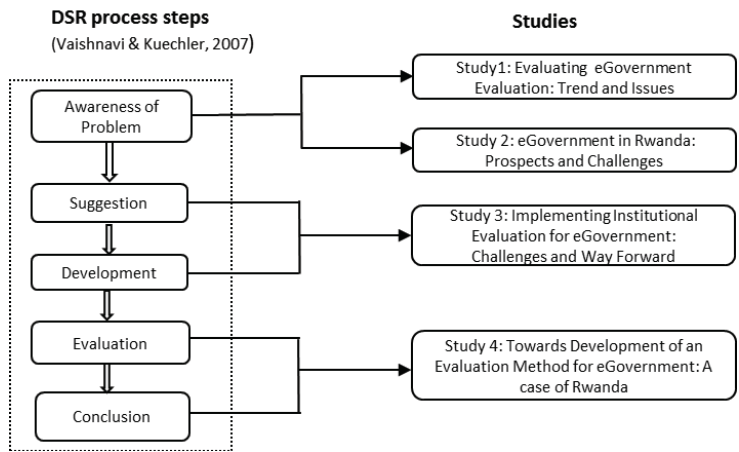 DSR process steps
(Vaishnavi & Kuechler, 2007)
Awareness of
Problem
Suggestion
Development
Evaluation
Conclusion
Studies
Study1: Evaluating eGovernment
Evaluation: Trend and Issues
Study 2: eGovernment in Rwanda:
Prospects and Challenges
Study 3: Implementing Institutional
Evaluation for eGovernment:
Challenges and Way Forward
Study 4: Towards Development of an
Evaluation Method for eGovernment: A
case of Rwanda